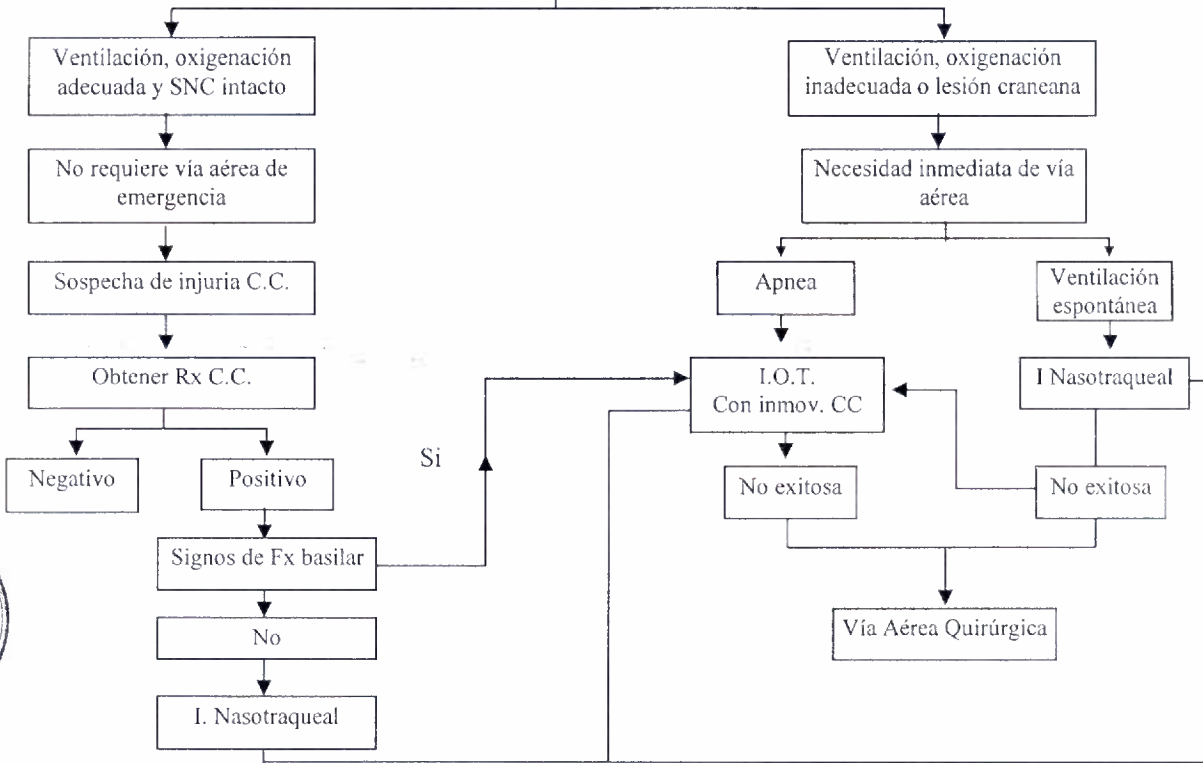 Ventilación, oxigenación
adecuada y SNC intacto
No requiere vía aérea de
emergencia
Sospecha de injuria C.C.
Obtener Rx C.C.
Negativo
Positivo
Signos de Fx basilar
Si
No
I. Nasotraqueal
Ventilación, oxigenación
inadecuada o lesión craneana
Necesidad inmediata de vía
aérea
Apnea
Ventilación
espontánea
I.O.T.
Con inmov. CC
I Nasotraqueal
No exitosa
No exitosa
Vía Aérea Quirúrgica